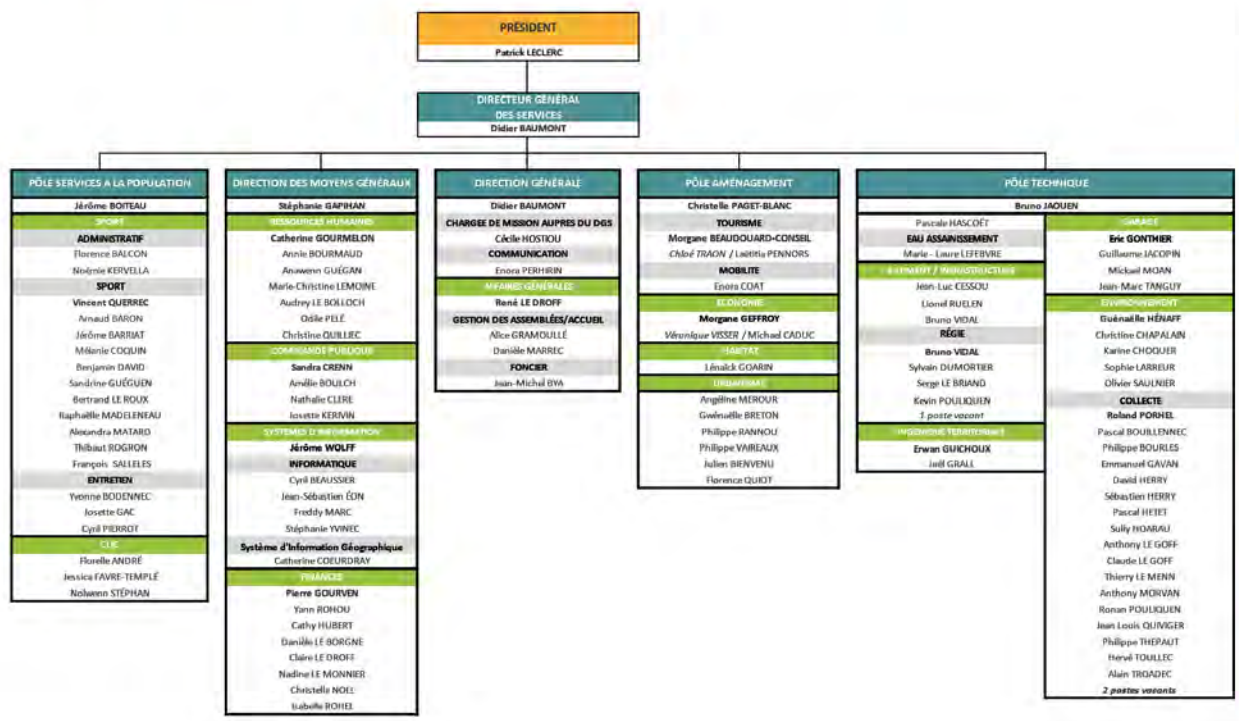 PRÉSIDENT
Patrick LECLERC
DIRECTEUR GÉNÉRAL
DES SERVICES
Didier BAUMONT
PÔLE SERVICES A LA POPULATION
Jérôme BOITEAU
SPORT
ADMINISTRATIF
Florence BALCON
Noémie KERVELLA
SPORT
Vincent QUERREC
Arnaud BARON
Jérôme BARRIAT
Mélanie COQUIN
Benjamin DAVID
Sandrine GUÉGUEN
Bertrand LE ROUX
Raphaëlle MADELENEAU
Alexandra MATARD
Thibaut ROGRON
François SALLELES
ENTRETIEN
Yvonne BODENNEC
Josette GAC
Cyril PIERROT
CLIC
Florelle ANDRÉ
Jessica FAVRE-TEMPLÉ
Nolwenn STÉPHAN
DIRECTION DES MOYENS GÉNÉRAUX
Stéphanie GAPIHAN
RESSOURCES HUMAINES
Catherine GOURMELON
Annie BOURMAUD
Anawenn GUÉGAN
Marie-Christine LEMOINE
Audrey LE BOLLOCH
Odile PELÉ
Christine QUILLIEC
COMMANDE PUBLIQUE
Sandra CRENN
Amélie BOULCH
Nathalie CLERE
Josette KERIVIN
SYSTÈMES D'INFORMATION
Jérôme WOLFF
INFORMATIQUE
Cyril BEAUSSIER
Jean-Sébastien ÉON
Freddy MARC
Stéphanie YVINEC
Système d'Information Géographique
Catherine COEURDRAY
FINANCES
Pierre GOURVEN
Yann ROHOU
Cathy HUBERT
Danièle LE BORGNE
Claire LE DROFF
Nadine LE MONNIER
Christelle NOEL
Isabelle ROHEL
DIRECTION GÉNÉRALE
Didier BAUMONT
CHARGEE DE MISSION AUPRES DU DGS
Cécile HOSTIOU
COMMUNICATION
Enora PERHIRIN
AFFAIRES GÉNÉRALES
René LE DROFF
GESTION DES ASSEMBLÉES/ACCUEIL
Alice GRAMOULLÉ
Danièle MARREC
FONCIER
Jean-Michel BYA
PÔLE AMÉNAGEMENT
Christelle PAGET-BLANC
TOURISME
Morgane BEAUDOUARD-CONSEIL
Chloé TRAON / Laetitia PENNORS
MOBILITE
Enora COAT
ECONOMIE
Morgane GEFFROY
Véronique VISSER / Michael CADUC
HABITAT
Lénaïck GOARIN
URBANISME
Angéline MEROUR
Gwénaëlle BRETON
Philippe RANNOU
Philippe VAIREAUX
Julien BIENVENU
Florence QUIOT
PÔLE TECHNIQUE
Bruno JAOUEN
Pascale HASCOËT
EAU ASSAINISSEMENT
Marie - Laure LEFEBVRE
BATIMENT / INFRASTRUCTURE
Jean-Luc CESSOU
Lionel RUELEN
Bruno VIDAL
RÉGIE
Bruno VIDAL
Sylvain DUMORTIER
Serge LE BRIAND
Kevin POULIQUEN
1 poste vacant
INGENIERIE TERRITORIALE
Erwan GUICHOUX
Joël GRALL
GARAGE
Eric GONTHIER
Guillaume JACOPIN
Mickael MOAN
Jean-Marc TANGUY
ENVIRONNEMENT
Guénaëlle HÉNAFF
Christine CHAPALAIN
Karine CHOQUER
Sophie LARREUR
Olivier SAULNIER
COLLECTE
Roland PORHEL
Pascal BOUILLENNEC
Philippe BOURLES
Emmanuel GAVAN
David HERRY
Sébastien HERRY
Pascal HETET
Sully HOARAU
Anthony LE GOFF
Claude LE GOFF
Thierry LE MENN
Anthony MORVAN
Ronan POULIQUEN
Jean Louis QUIVIGER
Philippe THEPAUT
Hervé TOULLEC
Alain TROADEC
2 postes vacants